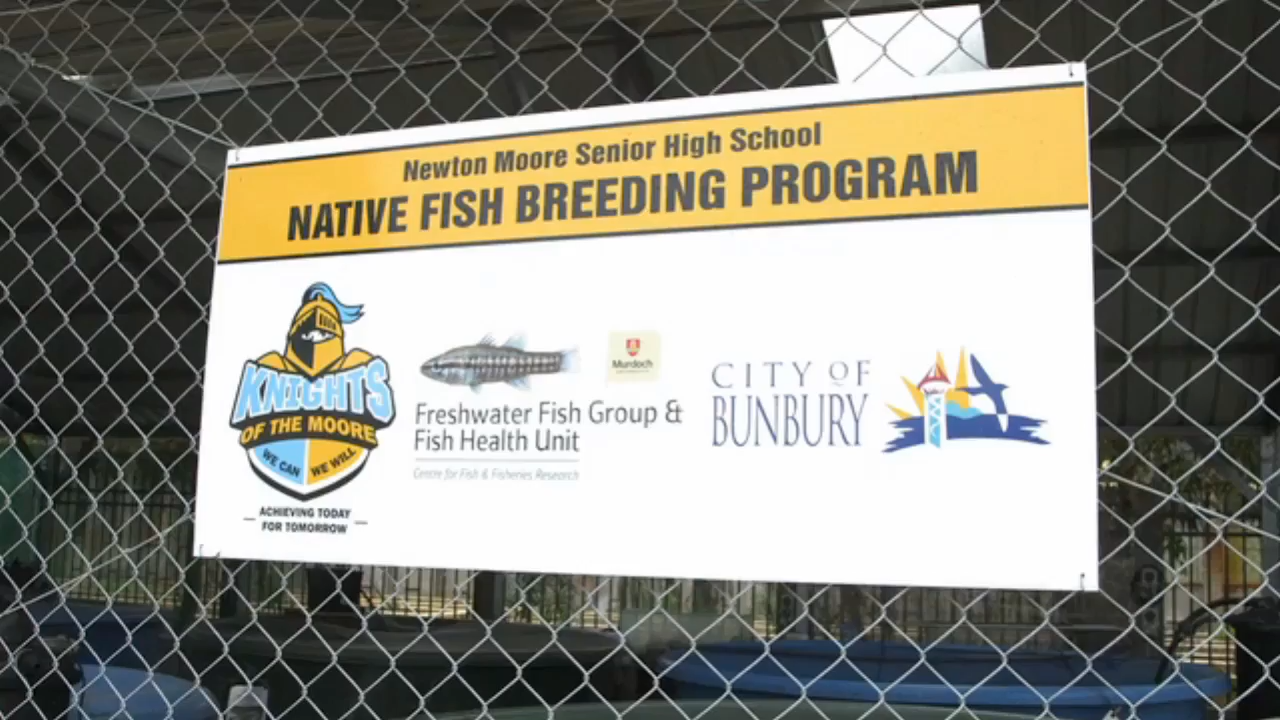 Newton Moore Senior High School
NATIVE FISH BREEDING PROGRAM
KNIGHTS
OF THE MOORE
WE CAN WE WILL
ACHIEVING TODAY
FOR TOMORROW
Murdoch
Freshwater Fish Group &
Fish Health Unit
Centre for Fish & Fisheries Research
CITY OF
BUNBURY